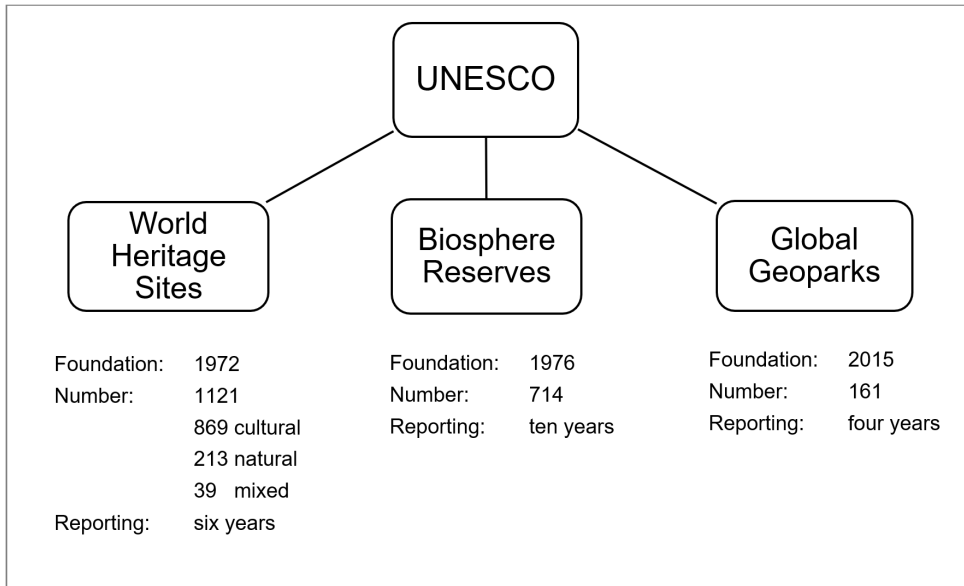 UNESCO
World
Heritage
Sites
Biosphere
Reserves
Global
Geoparks
Foundation: 1972
Number: 1121
869 cultural
213 natural
39 mixed
Reporting: six years
Foundation: 1976
Number: 714
Reporting: ten years
Foundation: 2015
Number: 161
Reporting: four years